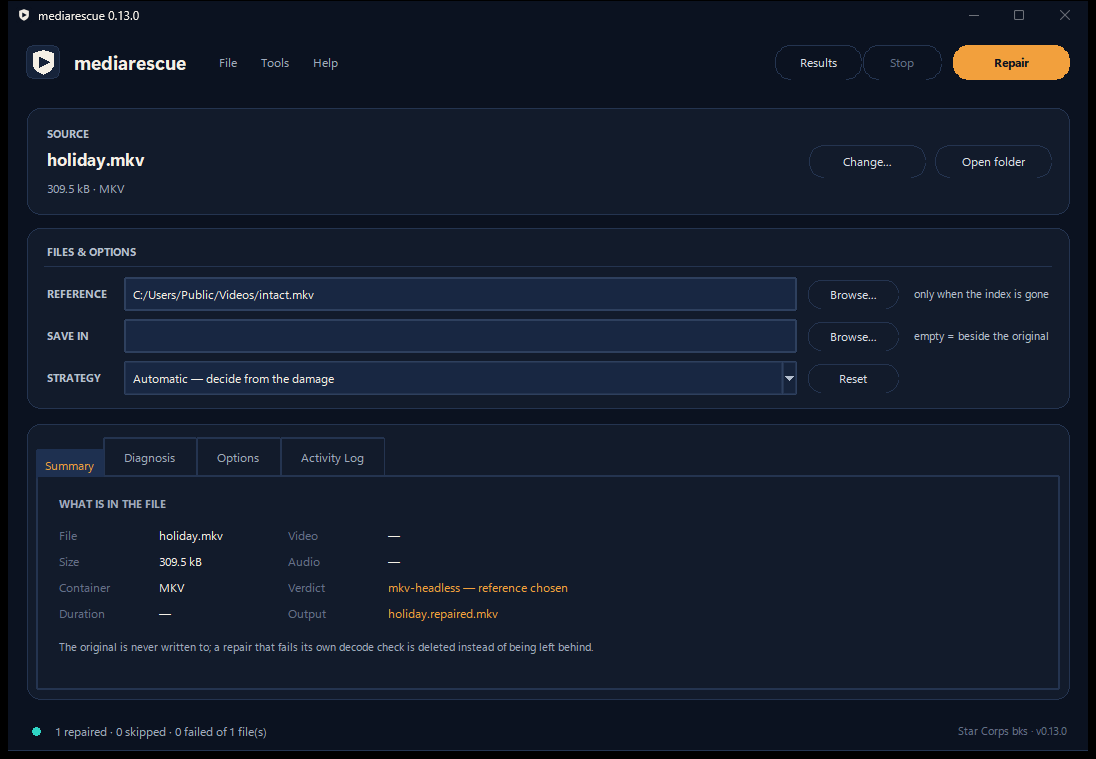 mediarescue 0.13.0
mediarescue File Tools Help Results Stop Repair
SOURCE
holiday.mkv
309.5 kB · MKV
Change... Open folder
FILES & OPTIONS
REFERENCE C:/Users/Public/Videos/intact.mkv Browse... only when the index is gone
SAVE IN Browse... empty = beside the original
STRATEGY Automatic — decide from the damage Reset
Summary Diagnosis Options Activity Log
WHAT IS IN THE FILE
File holiday.mkv Video —
Size 309.5 kB Audio —
Container MKV Verdict mkv-headless — reference chosen
Duration — Output holiday.repaired.mkv
The original is never written to; a repair that fails its own decode check is deleted instead of being left behind.
1 repaired · 0 skipped · 0 failed of 1 file(s) Star Corps bks · v0.13.0